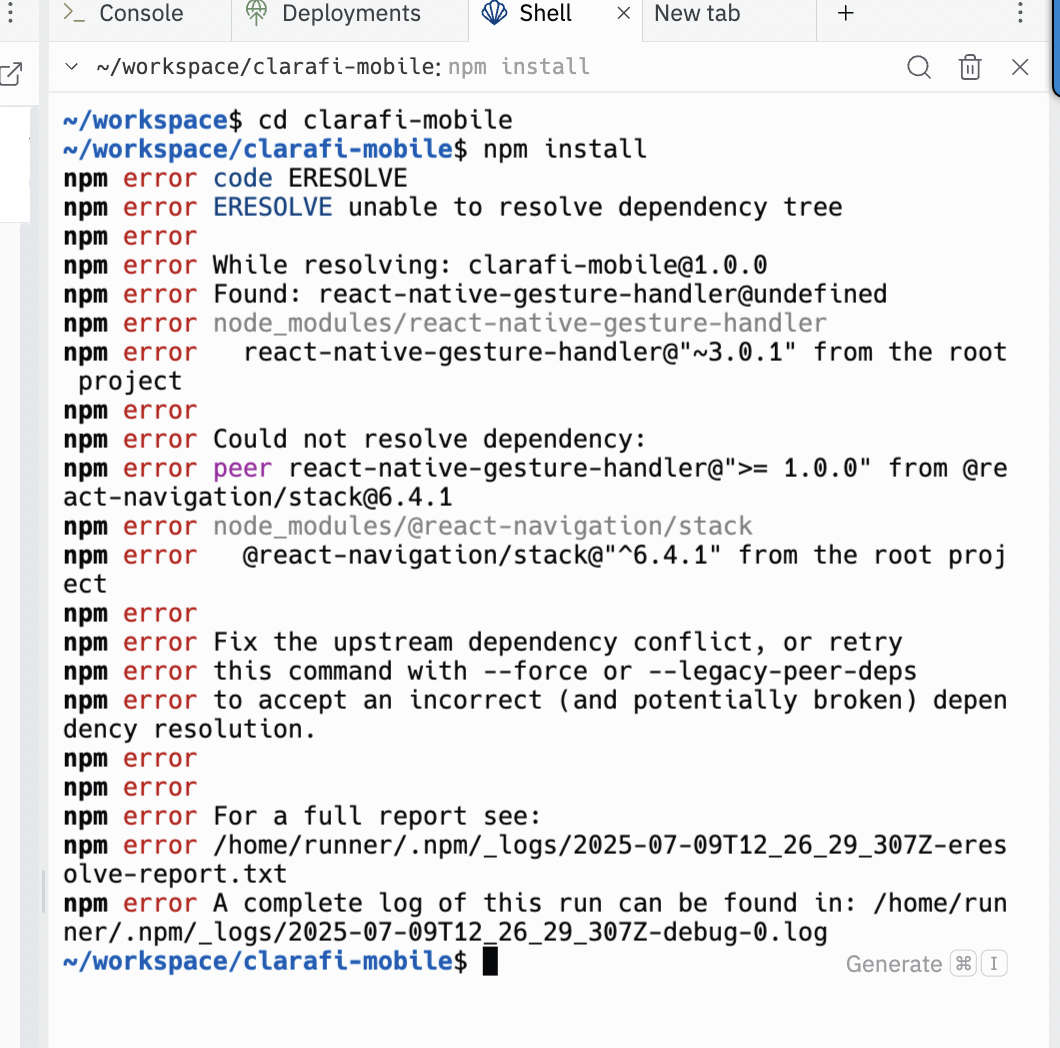 Console Deployments Shell New tab
~/workspace/clarafi-mobile: npm install
~/workspace$ cd clarafi-mobile
~/workspace/clarafi-mobile$ npm install
npm error code ERESOLVE
npm error ERESOLVE unable to resolve dependency tree
npm error
npm error While resolving: clarafi-mobile@1.0.0
npm error Found: react-native-gesture-handler@undefined
npm error node_modules/react-native-gesture-handler
npm error   react-native-gesture-handler@"~3.0.1" from the root
 project
npm error
npm error Could not resolve dependency:
npm error peer react-native-gesture-handler@">= 1.0.0" from @re
act-navigation/stack@6.4.1
npm error node_modules/@react-navigation/stack
npm error   @react-navigation/stack@"^6.4.1" from the root proj
ect
npm error
npm error Fix the upstream dependency conflict, or retry
npm error this command with --force or --legacy-peer-deps
npm error to accept an incorrect (and potentially broken) depen
dency resolution.
npm error
npm error
npm error For a full report see:
npm error /home/runner/.npm/_logs/2025-07-09T12_26_29_307Z-eres
olve-report.txt
npm error A complete log of this run can be found in: /home/run
ner/.npm/_logs/2025-07-09T12_26_29_307Z-debug-0.log
~/workspace/clarafi-mobile$
Generate ⌘ I